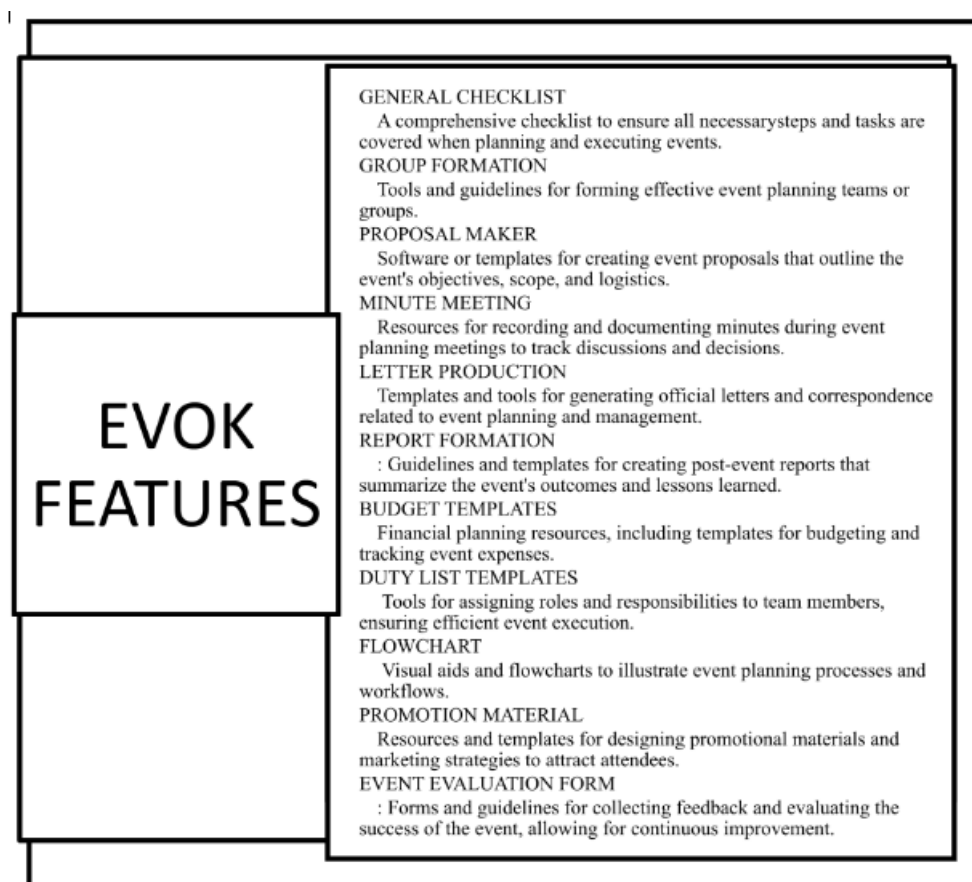 EVOK
FEATURES
GENERAL CHECKLIST
A comprehensive checklist to ensure all necessarysteps and tasks are
covered when planning and executing events.
GROUP FORMATION
Tools and guidelines for forming effective event planning teams or
groups.
PROPOSAL MAKER
Software or templates for creating event proposals that outline the
event's objectives, scope, and logistics.
MINUTE MEETING
Resources for recording and documenting minutes during event
planning meetings to track discussions and decisions.
LETTER PRODUCTION
Templates and tools for generating official letters and correspondence
related to event planning and management.
REPORT FORMATION
: Guidelines and templates for creating post-event reports that
summarize the event's outcomes and lessons learned.
BUDGET TEMPLATES
Financial planning resources, including templates for budgeting and
tracking event expenses.
DUTY LIST TEMPLATES
Tools for assigning roles and responsibilities to team members,
ensuring efficient event execution.
FLOWCHART
Visual aids and flowcharts to illustrate event planning processes and
workflows.
PROMOTION MATERIAL
Resources and templates for designing promotional materials and
marketing strategies to attract attendees.
EVENT EVALUATION FORM
: Forms and guidelines for collecting feedback and evaluating the
success of the event, allowing for continuous improvement.